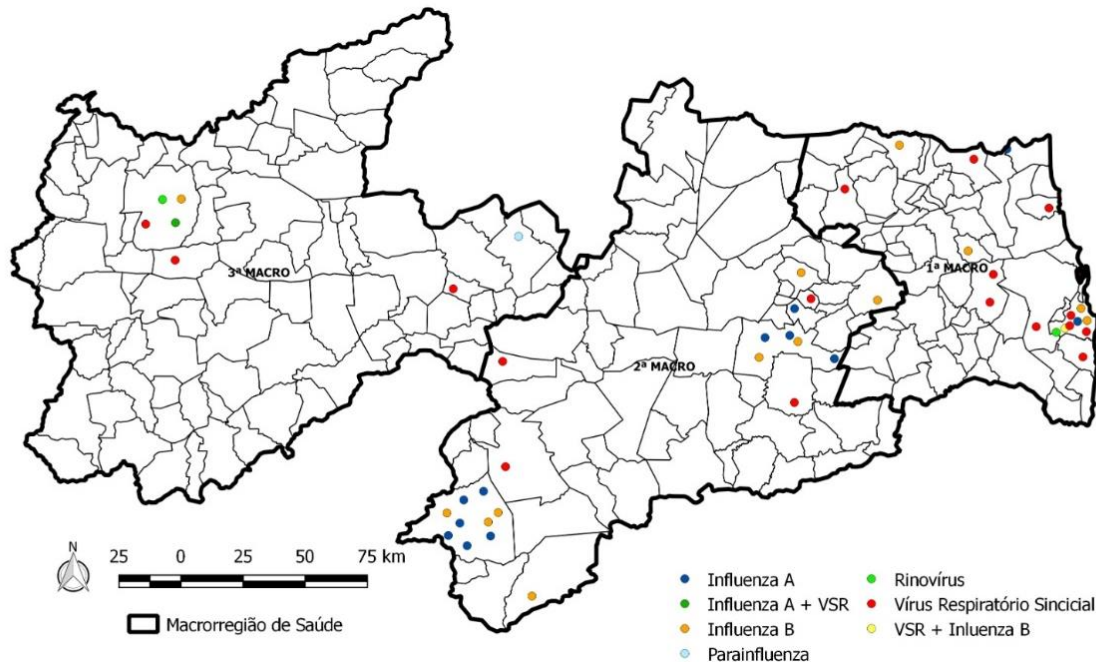 1ª MACRO
3ª MACRO
2ª MACRO
N
25 0 25 50 75 km
Macrorregião de Saúde
Influenza A
Influenza A + VSR
Influenza B
Parainfluenza
Rinovírus
Vírus Respiratório Sincicial
VSR + Inluenza B